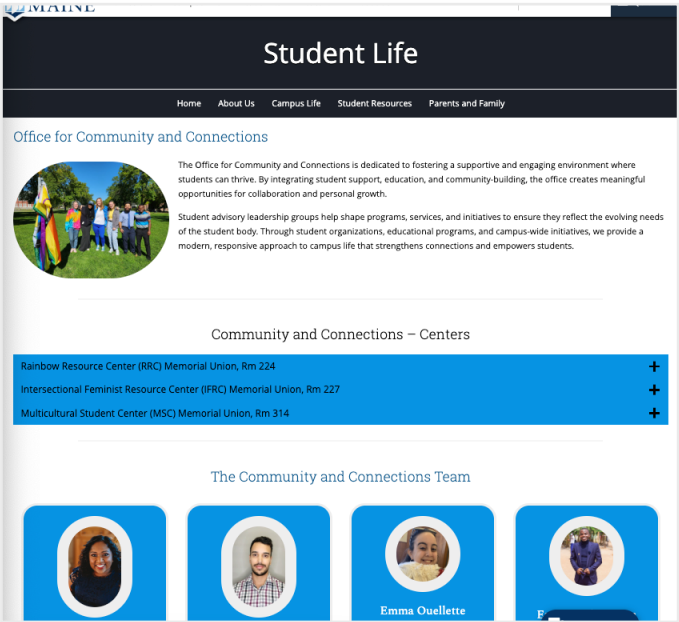 MAINE
Student Life
Home About Us Campus Life Student Resources Parents and Family
Office for Community and Connections
The Office for Community and Connections is dedicated to fostering a supportive and engaging environment where
students can thrive. By integrating student support, education, and community-building, the office creates meaningful
opportunities for collaboration and personal growth.
Student advisory leadership groups help shape programs, services, and initiatives to ensure they reflect the evolving needs
of the student body. Through student organizations, educational programs, and campus-wide initiatives, we provide a
modern, responsive approach to campus life that strengthens connections and empowers students.
Community and Connections – Centers
Rainbow Resource Center (RRC) Memorial Union, Rm 224
Intersectional Feminist Resource Center (IFRC) Memorial Union, Rm 227
Multicultural Student Center (MSC) Memorial Union, Rm 314
The Community and Connections Team
Emma Ouellette